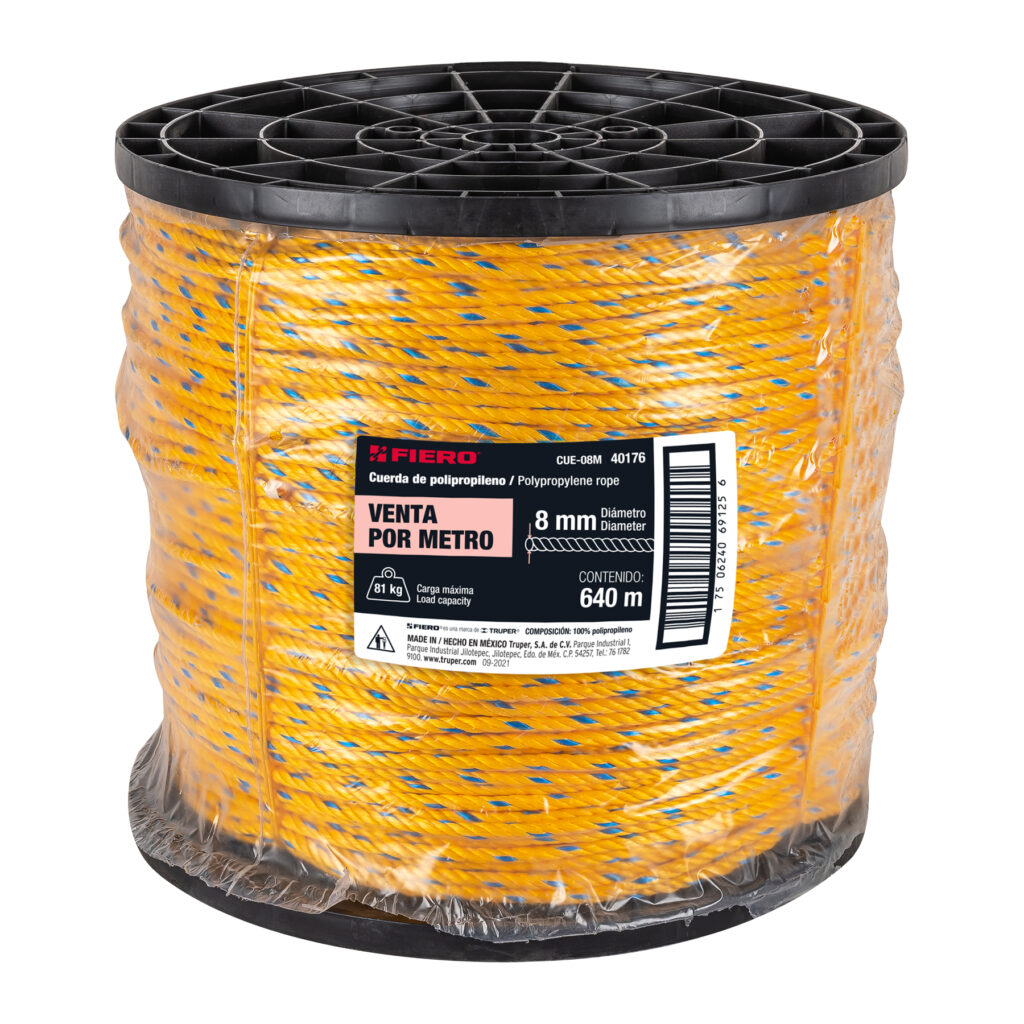 FIERO®
CUE-08M 40176
Cuerda de polipropileno / Polypropylene rope
VENTA
POR METRO
8 mm Diámetro
Diameter
81 kg
Carga máxima
Load capacity
CONTENIDO:
640 m
FIERO® es una marca de TRUPER® COMPOSICIÓN: 100% polipropileno
MADE IN / HECHO EN MÉXICO Truper, S.A. de C.V. Parque Industrial 1,
Parque Industrial Jilotepec, Jilotepec, Edo. de Méx. C.P. 54257, Tel.: 76 1782
9100. www.truper.com 09-2021
1 75 06240 69125 6